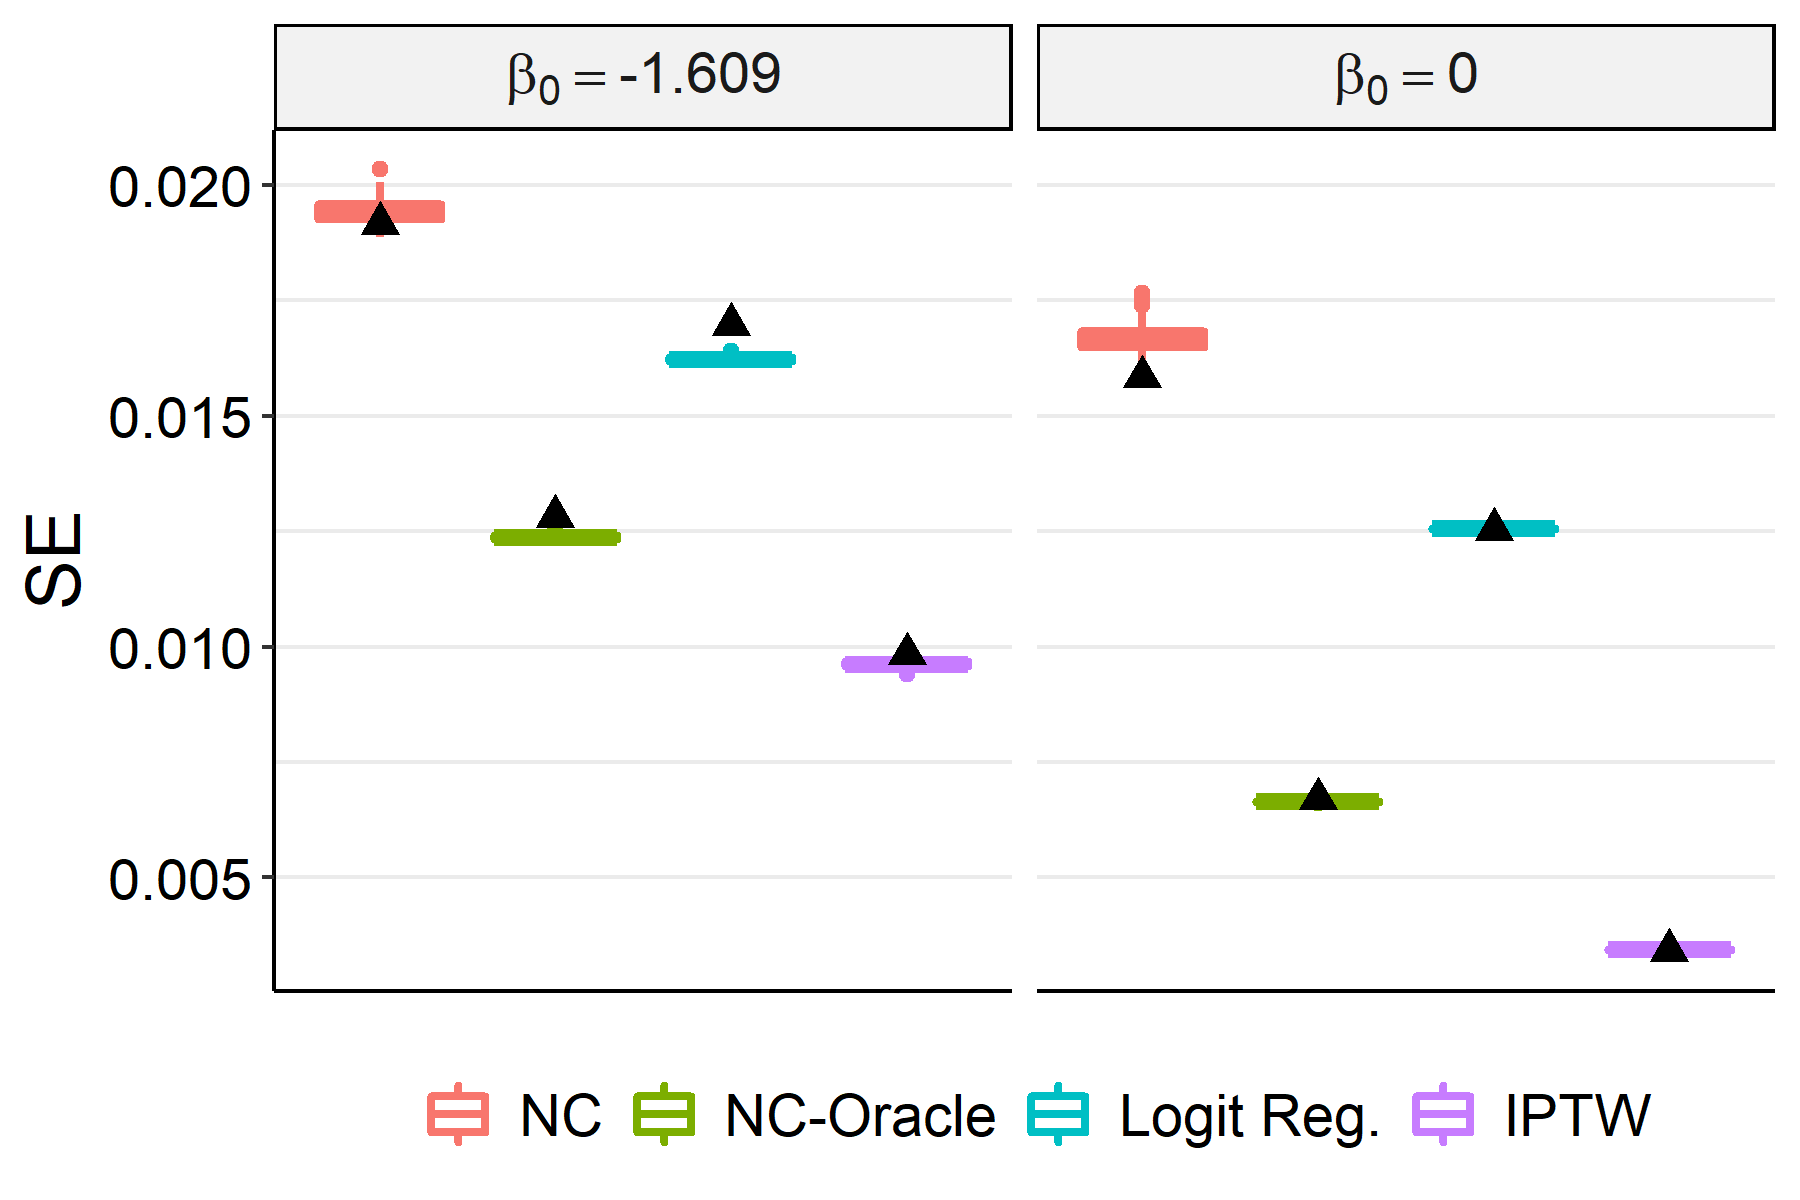 β₀ = -1.609
β₀ = 0
0.020
0.015
0.010
0.005
SE
NC NC-Oracle Logit Reg. IPTW